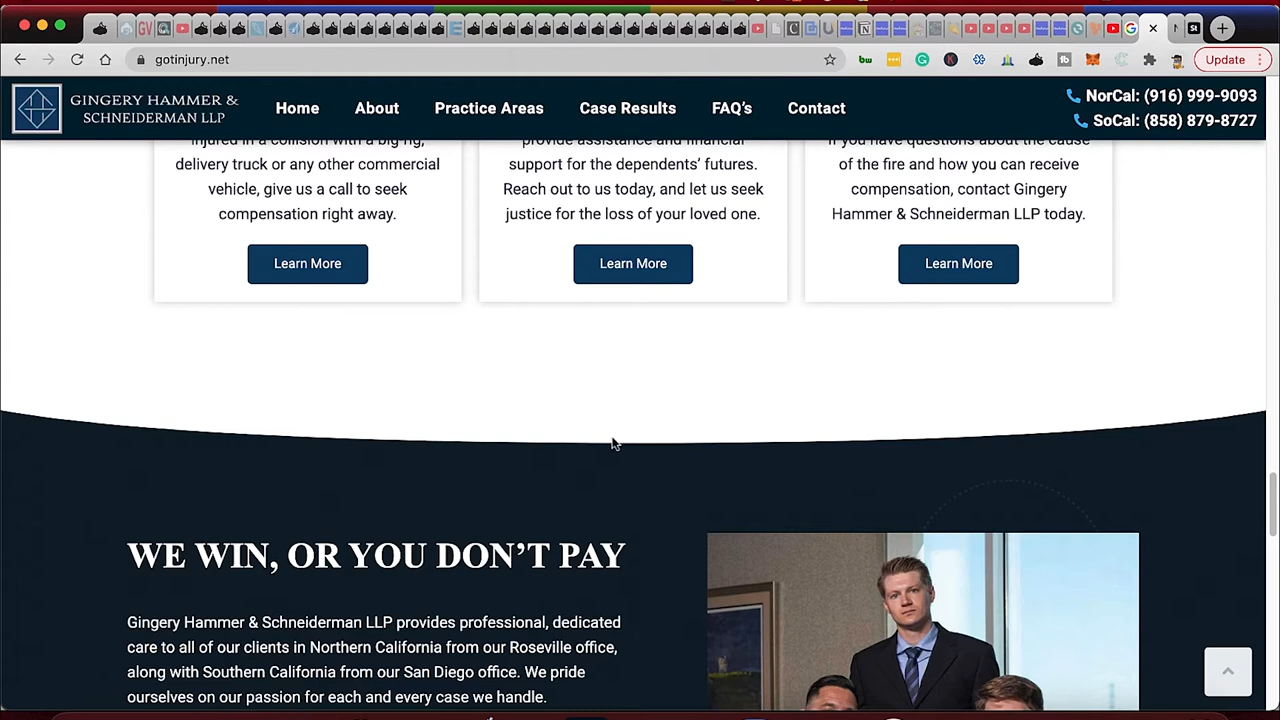 gotinjury.net
Update
GINGERY HAMMER &
SCHNEIDERMAN LLP
Home
About
Practice Areas
Case Results
FAQ's
Contact
NorCal: (916) 999-9093
SoCal: (858) 879-8727
injured in a collision with a big rig,
delivery truck or any other commercial
vehicle, give us a call to seek
compensation right away.
Learn More
provide assistance and financial
support for the dependents' futures.
Reach out to us today, and let us seek
justice for the loss of your loved one.
Learn More
If you have questions about the cause
of the fire and how you can receive
compensation, contact Gingery
Hammer & Schneiderman LLP today.
Learn More
WE WIN, OR YOU DON'T PAY
Gingery Hammer & Schneiderman LLP provides professional, dedicated
care to all of our clients in Northern California from our Roseville office,
along with Southern California from our San Diego office. We pride
ourselves on our passion for each and every case we handle.